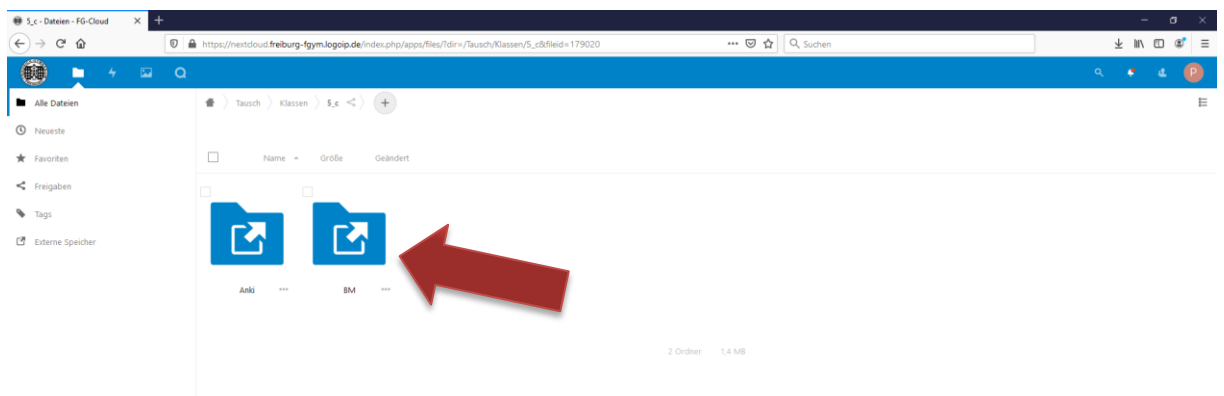 5_c - Dateien - FG-Cloud
https://nextcloud.freiburg-fgym.logoip.de/index.php/apps/files/?dir=/Tausch/Klassen/5_c&fileid=179020
Suchen
P
Alle Dateien
Tausch
Klassen
5_c
Neueste
Favoriten
Name
Größe
Geändert
Freigaben
Tags
Externe Speicher
Anki
BM
2 Ordner
1,4 MB